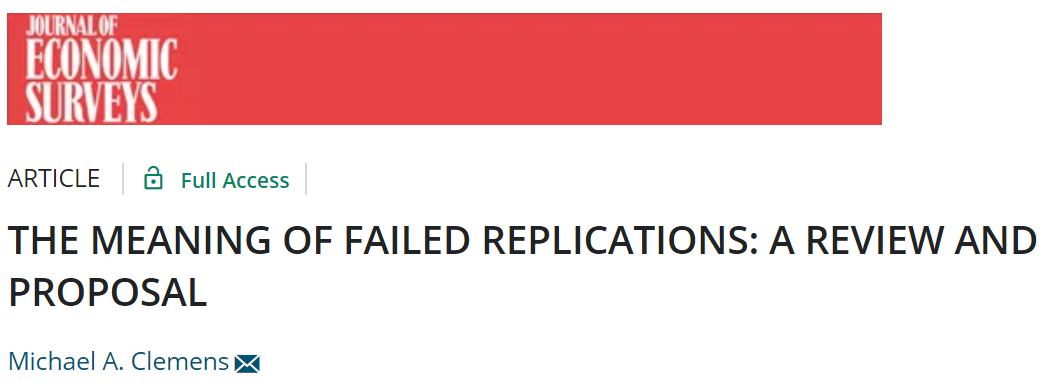 JOURNAL OF
ECONOMIC
SURVEYS
ARTICLE Full Access
THE MEANING OF FAILED REPLICATIONS: A REVIEW AND
PROPOSAL
Michael A. Clemens